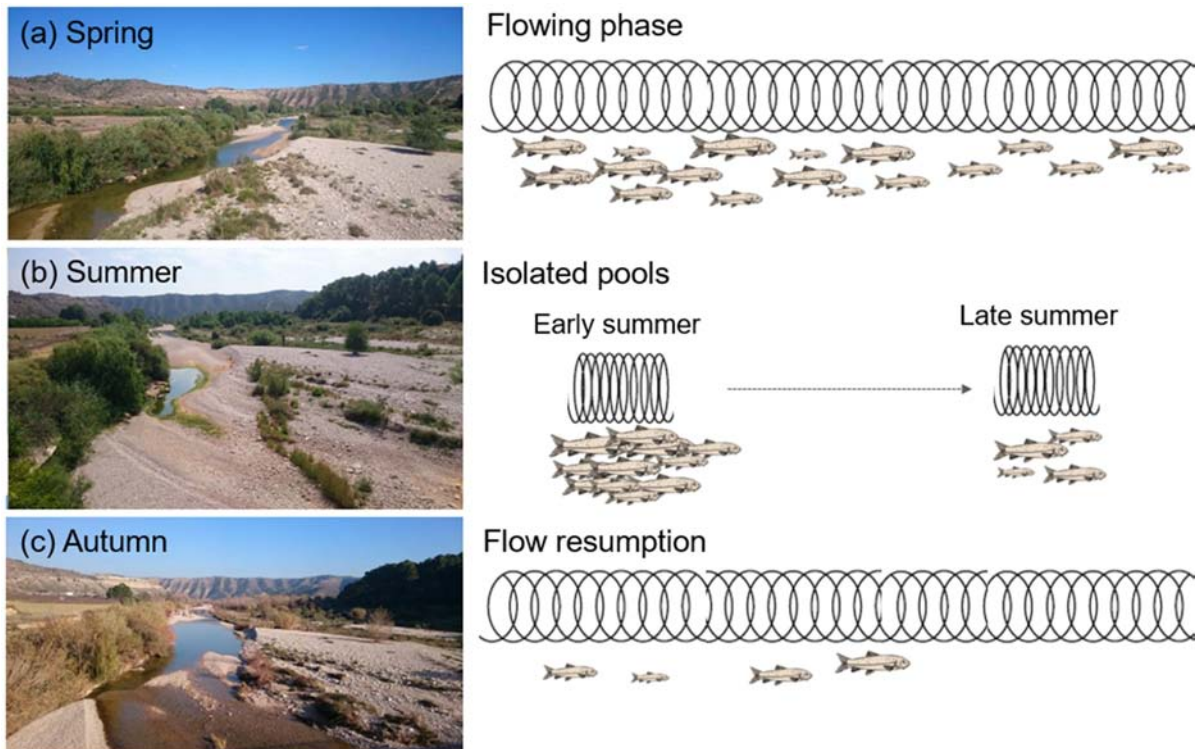 (a) Spring
Flowing phase
(b) Summer
Isolated pools
Early summer
Late summer
(c) Autumn
Flow resumption